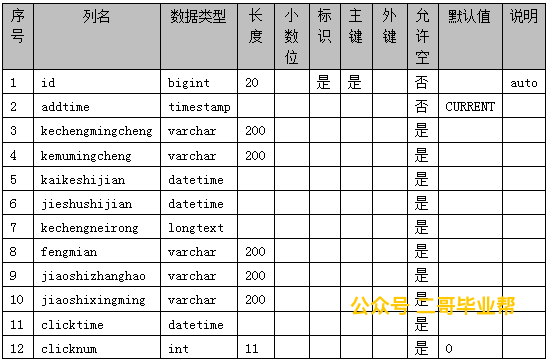 序号 列名 数据类型 长度 小数位 标识 主键 外键 允许空 默认值 说明
1 id bigint 20 是 是 否 auto
2 addtime timestamp 否 CURRENT
3 kechengmingcheng varchar 200 是
4 kemumingcheng varchar 200 是
5 kaikeshijian datetime 是
6 jieshushijian datetime 是
7 kechengneirong longtext 是
8 fengmian varchar 200 是
9 jiaoshizhanghao varchar 200 是
10 jiaoshixingming varchar 200 是
公众号 二哥毕业帮
11 clicktime datetime 是
12 clicknum int 11 是 0